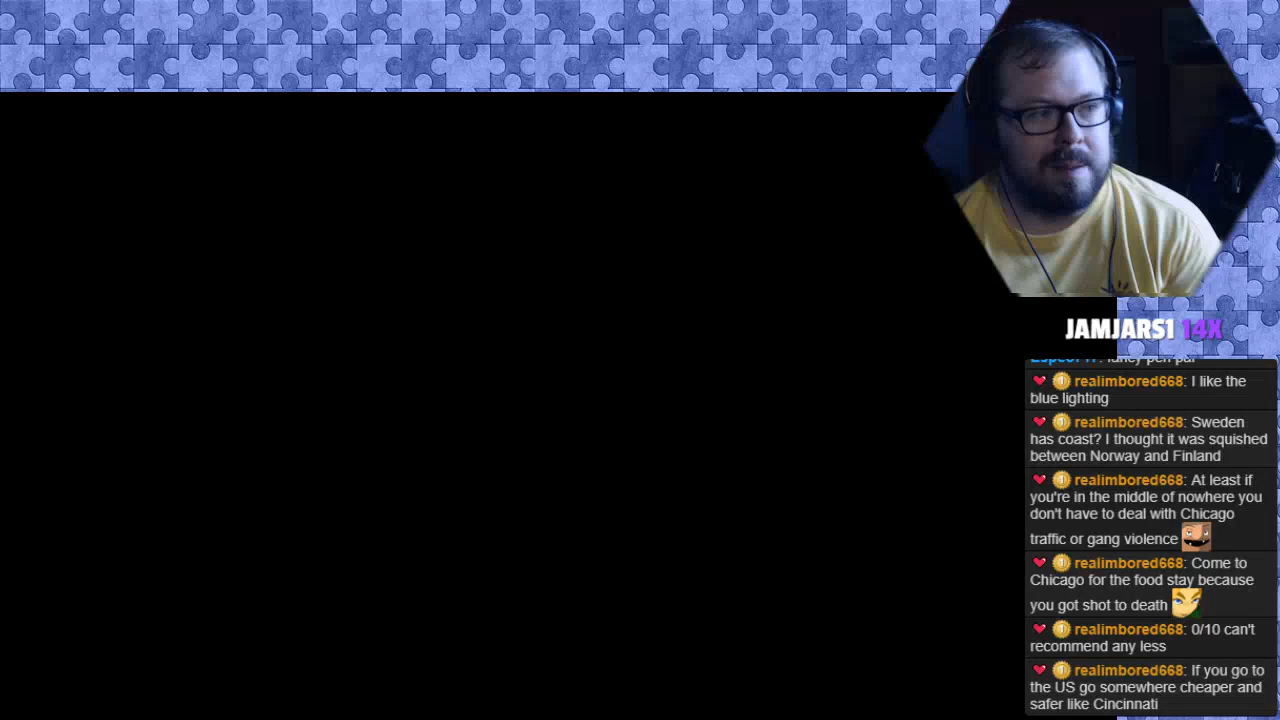 JAMJARS1 14X
fancy pen pal
realimbored668: I like the
blue lighting
realimbored668: Sweden
has coast? I thought it was squished
between Norway and Finland
realimbored668: At least if
you're in the middle of nowhere you
don't have to deal with Chicago
traffic or gang violence
realimbored668: Come to
Chicago for the food stay because
you got shot to death
realimbored668: 0/10 can't
recommend any less
realimbored668: If you go to
the US go somewhere cheaper and
safer like Cincinnati